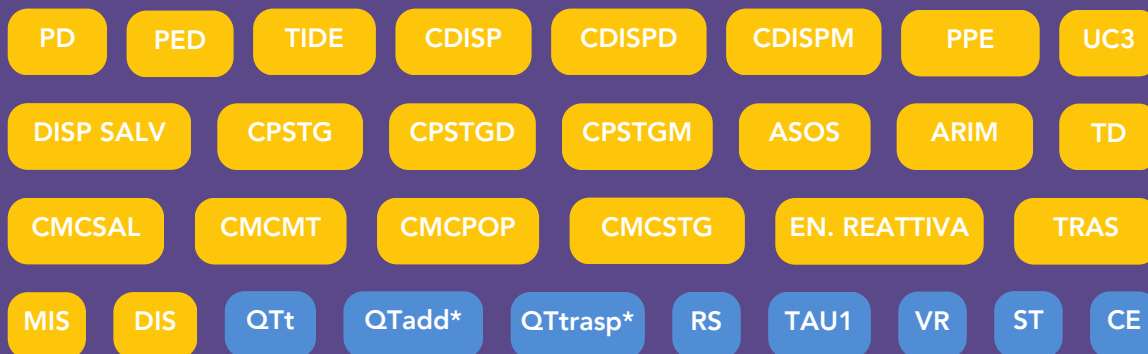 PD PED TIDE CDISP CDISPD CDISPM PPE UC3
DISP SALV CPSTG CPSTGD CPSTGM ASOS ARIM TD
CMCSAL CMCMT CMCPOP CMCSTG EN. REATTIVA TRAS
MIS DIS QTt QTadd* QTtrasp* RS TAU1 VR ST CE